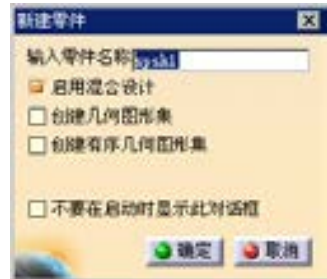 新建零件
输入零件名称
启用混合设计
创建几何图形集
创建有序几何图形集
不要在启动时显示此对话框
确定 取消